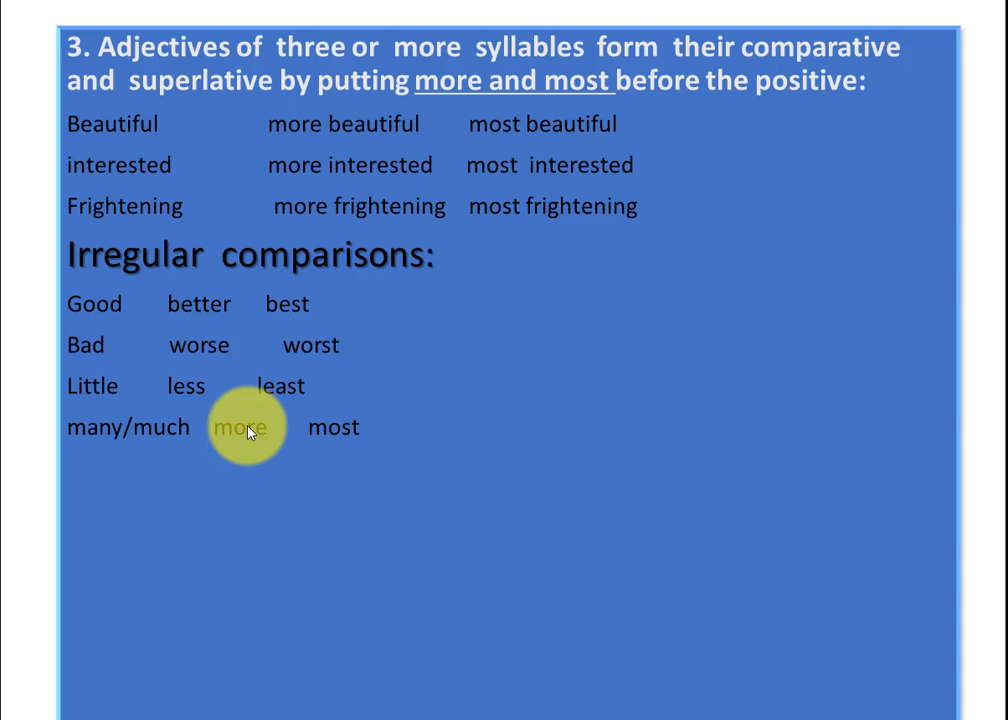 3. Adjectives of three or more syllables form their comparative
and superlative by putting more and most before the positive:
Beautiful more beautiful most beautiful
interested more interested most interested
Frightening more frightening most frightening
Irregular comparisons:
Good better best
Bad worse worst
Little less least
many/much more most